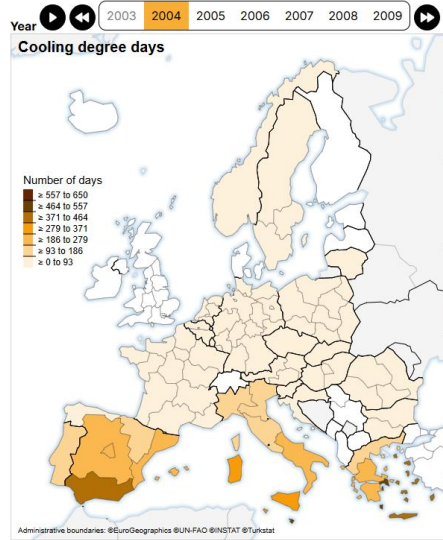 Year 2003 2004 2005 2006 2007 2008 2009
Cooling degree days
Number of days
≥ 557 to 650
≥ 464 to 557
≥ 371 to 464
≥ 279 to 371
≥ 186 to 279
≥ 93 to 186
≥ 0 to 93
Administrative boundaries: ©EuroGeographics ©UN-FAO ©INSTAT ©Turkstat